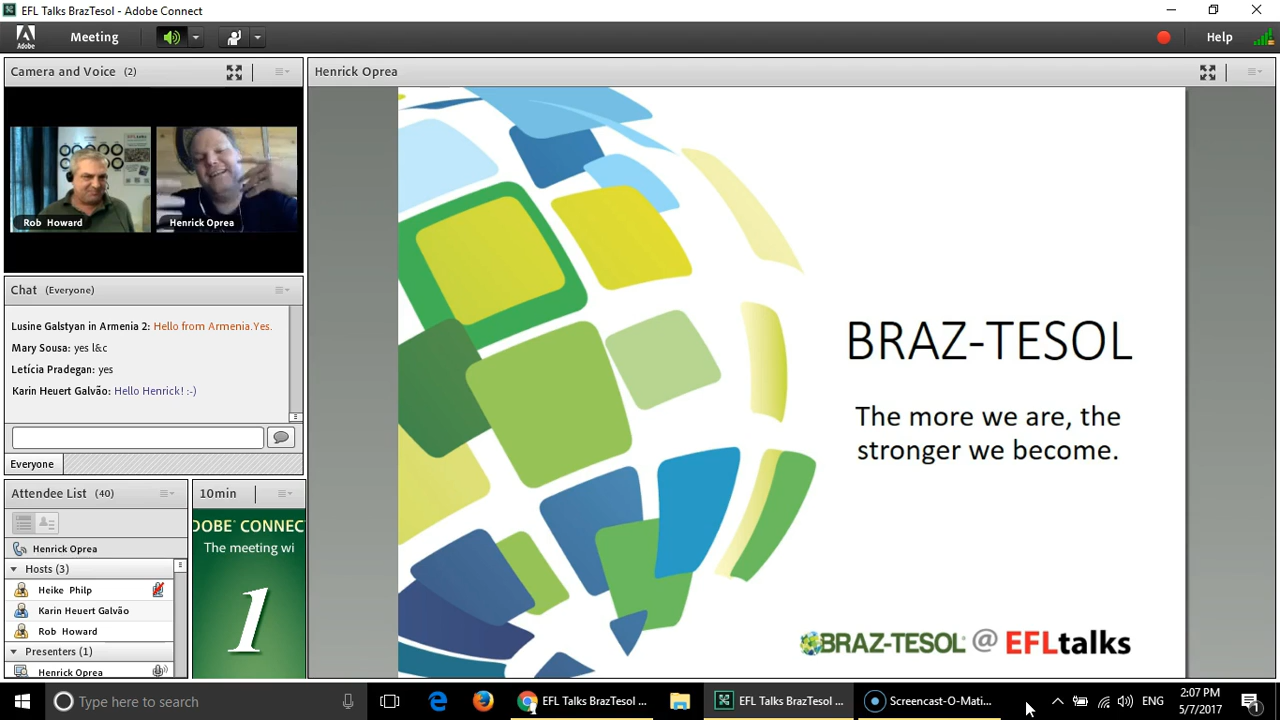 EFL Talks BrazTesol - Adobe Connect
Adobe
Meeting
Help
Camera and Voice (2)
Rob Howard
Henrick Oprea
Chat (Everyone)
Lusine Galstyan in Armenia 2: Hello from Armenia.Yes.
Mary Sousa: yes l&c
Letícia Pradegan: yes
Karin Heuert Galvão: Hello Henrick! :-)
Everyone
Attendee List (40)
Henrick Oprea
Hosts (3)
Heike Philp
Karin Heuert Galvão
Rob Howard
Presenters (1)
Henrick Oprea
10min
DOBE® CONNEC
The meeting wi
1
Henrick Oprea
BRAZ-TESOL
The more we are, the
stronger we become.
BRAZ-TESOL® @ EFLtalks
Type here to search
EFL Talks BrazTesol ...
EFL Talks BrazTesol ...
Screencast-O-Mati...
ENG
2:07 PM
5/7/2017
1